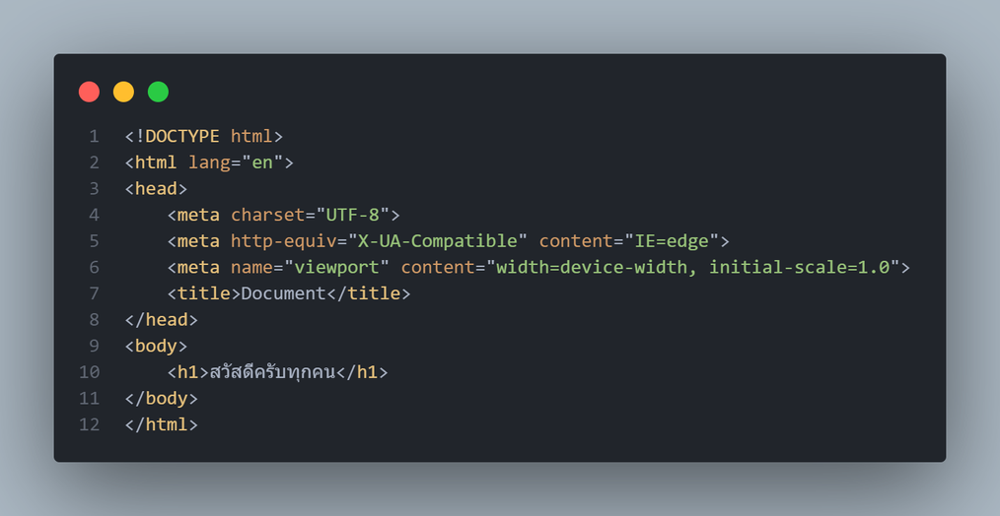 1 <!DOCTYPE html>
2 <html lang="en">
3 <head>
4     <meta charset="UTF-8">
5     <meta http-equiv="X-UA-Compatible" content="IE=edge">
6     <meta name="viewport" content="width=device-width, initial-scale=1.0">
7     <title>Document</title>
8 </head>
9 <body>
10     <h1>สวัสดีครับทุกคน</h1>
11 </body>
12 </html>